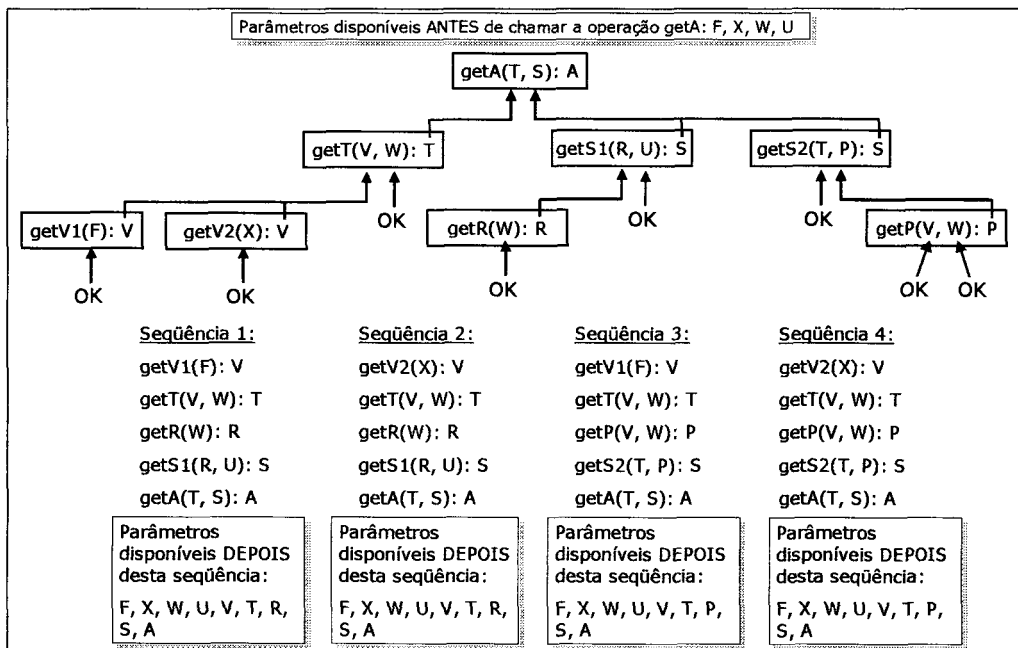 Parâmetros disponíveis ANTES de chamar a operação getA: F, X, W, U
getA(T, S): A
getT(V, W): T
getS1(R, U): S
getS2(T, P): S
OK
OK
OK
getV1(F): V
getV2(X): V
getR(W): R
getP(V, W): P
OK
OK
OK
OK
OK
Seqüência 1:
getV1(F): V
getT(V, W): T
getR(W): R
getS1(R, U): S
getA(T, S): A
Parâmetros
disponíveis DEPOIS
desta seqüência:
F, X, W, U, V, T, R,
S, A
Seqüência 2:
getV2(X): V
getT(V, W): T
getR(W): R
getS1(R, U): S
getA(T, S): A
Parâmetros
disponíveis DEPOIS
desta seqüência:
F, X, W, U, V, T, R,
S, A
Seqüência 3:
getV1(F): V
getT(V, W): T
getP(V, W): P
getS2(T, P): S
getA(T, S): A
Parâmetros
disponíveis DEPOIS
desta seqüência:
F, X, W, U, V, T, P,
S, A
Seqüência 4:
getV2(X): V
getT(V, W): T
getP(V, W): P
getS2(T, P): S
getA(T, S): A
Parâmetros
disponíveis DEPOIS
desta seqüência:
F, X, W, U, V, T, P,
S, A